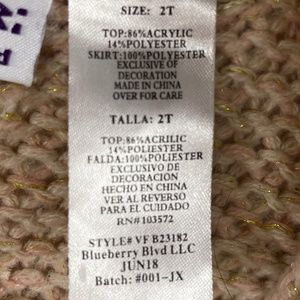 SIZE: 2T
TOP:86%ACRYLIC
14%POLYESTER
SKIRT:100%POLYESTER
EXCLUSIVE OF
DECORATION
MADE IN CHINA
OVER FOR CARE
TALLA: 2T
TOP:86%ACRILIC
14%POLIESTER
FALDA:100%POLIESTER
EXCLUSIVO DE
DECORACION
HECHO EN CHINA
VER AL REVERSO
PARA EL CUIDADO
RN#103572
STYLE# VF B23182
Blueberry Blvd LLC
JUN18
Batch: #001-JX